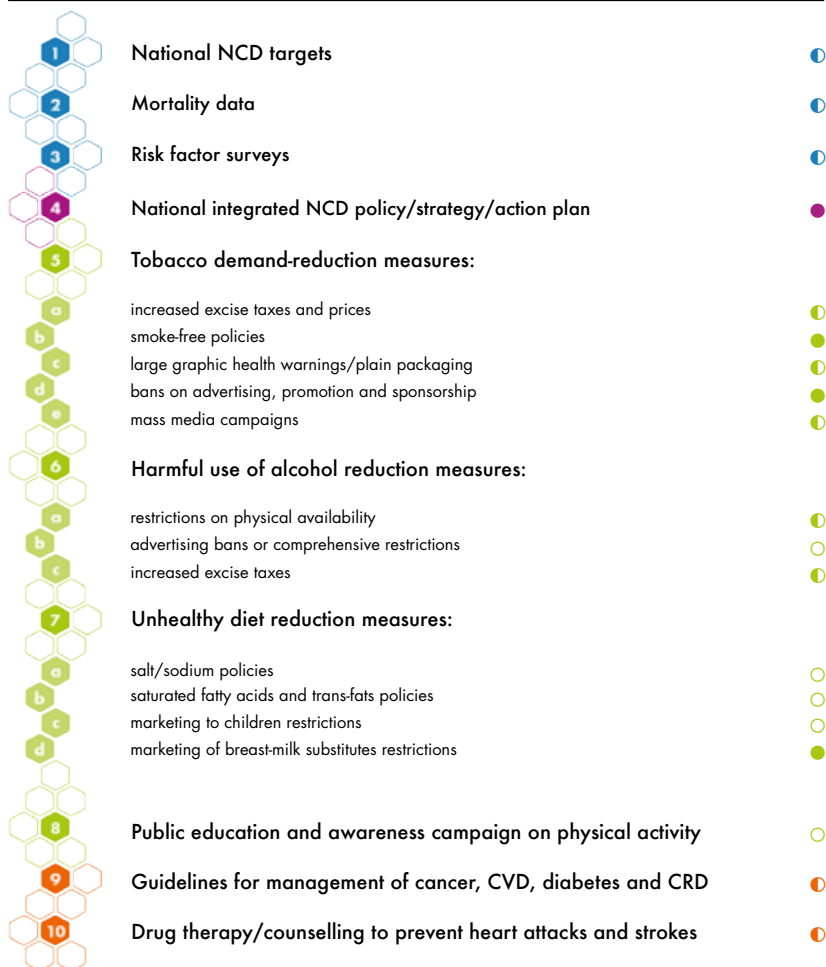 1 National NCD targets
2 Mortality data
3 Risk factor surveys
4 National integrated NCD policy/strategy/action plan
5 Tobacco demand-reduction measures:
a increased excise taxes and prices
b smoke-free policies
c large graphic health warnings/plain packaging
d bans on advertising, promotion and sponsorship
e mass media campaigns
6 Harmful use of alcohol reduction measures:
a restrictions on physical availability
b advertising bans or comprehensive restrictions
c increased excise taxes
7 Unhealthy diet reduction measures:
a salt/sodium policies
b saturated fatty acids and trans-fats policies
c marketing to children restrictions
d marketing of breast-milk substitutes restrictions
8 Public education and awareness campaign on physical activity
9 Guidelines for management of cancer, CVD, diabetes and CRD
10 Drug therapy/counselling to prevent heart attacks and strokes